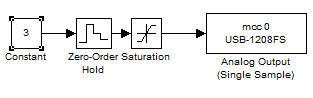 3
mcc 0
USB-1208FS
Constant
Zero-Order
Hold
Saturation
Analog Output
(Single Sample)